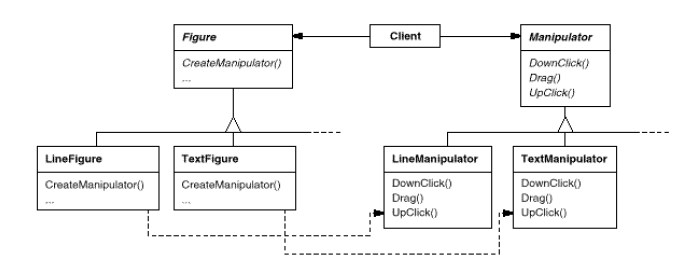 Figure
CreateManipulator()
...
Client
Manipulator
DownClick()
Drag()
UpClick()
LineFigure
CreateManipulator()
...
TextFigure
CreateManipulator()
...
LineManipulator
DownClick()
Drag()
UpClick()
TextManipulator
DownClick()
Drag()
UpClick()